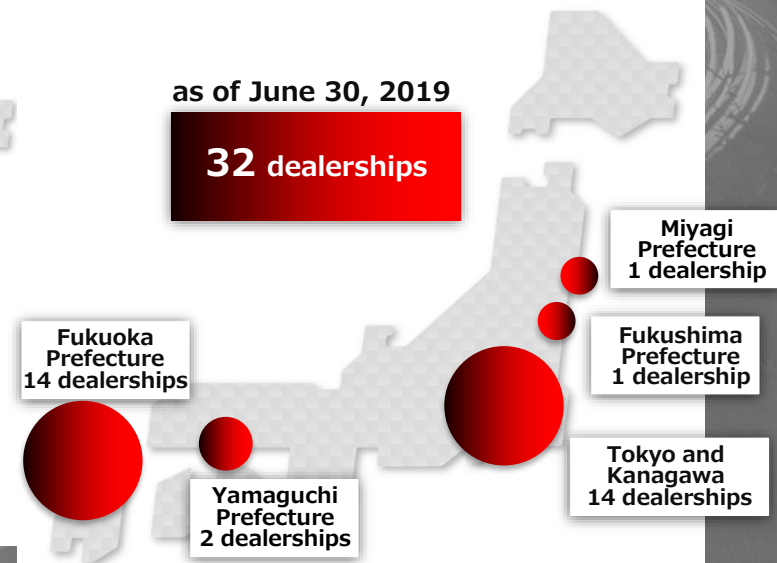 as of June 30, 2019
32 dealerships
Miyagi
Prefecture
1 dealership
Fukushima
Prefecture
1 dealership
Fukuoka
Prefecture
14 dealerships
Tokyo and
Kanagawa
14 dealerships
Yamaguchi
Prefecture
2 dealerships